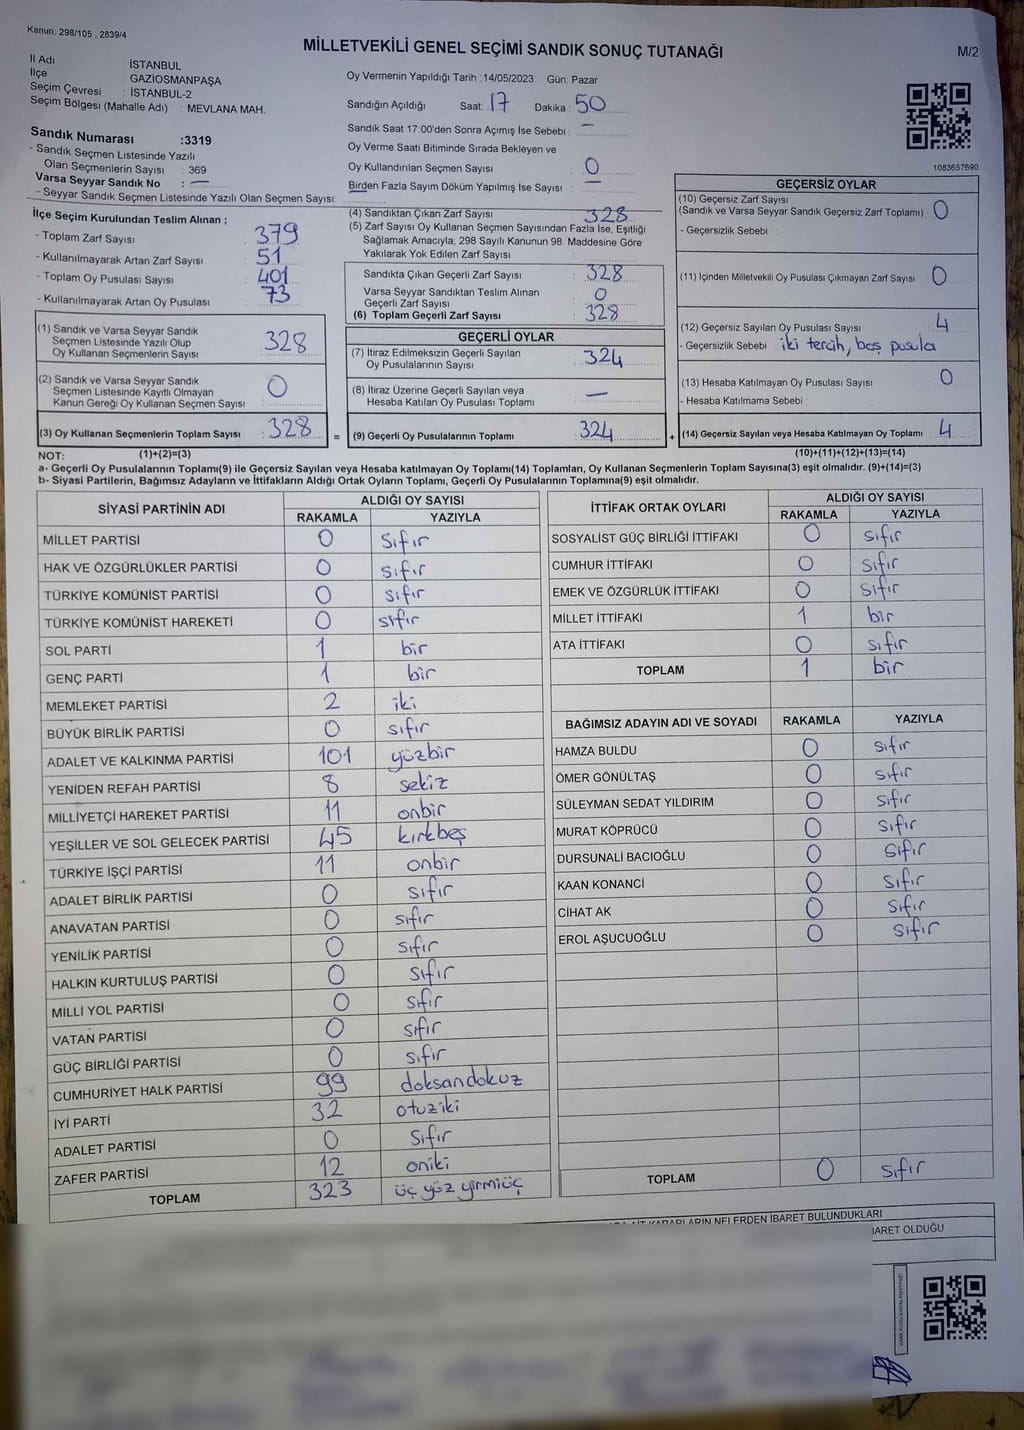 Kanun: 298/105 , 2839/4
MİLLETVEKİLİ GENEL SEÇİMİ SANDIK SONUÇ TUTANAĞI
M/2
İl Adı : İSTANBUL
İlçe : GAZİOSMANPAŞA
Seçim Çevresi : İSTANBUL-2
Seçim Bölgesi (Mahalle Adı) : MEVLANA MAH.
Oy Vermenin Yapıldığı Tarih : 14/05/2023 Gün: Pazar
Sandığın Açıldığı Saat: 17 Dakika : 50
Sandık Saat 17:00'den Sonra Açımış İse Sebebi : —
Oy Verme Saati Bitiminde Sırada Bekleyen ve
Oy Kullandırılan Seçmen Sayısı : 0
Birden Fazla Sayım Döküm Yapılmış İse Sayısı : —
1083657690
Sandık Numarası :3319
- Sandık Seçmen Listesinde Yazılı
Olan Seçmenlerin Sayısı : 369
Varsa Seyyar Sandık No : —
- Seyyar Sandık Seçmen Listesinde Yazılı Olan Seçmen Sayısı:
İlçe Seçim Kurulundan Teslim Alınan ;
- Toplam Zarf Sayısı : 379
- Kullanılmayarak Artan Zarf Sayısı : 51
- Toplam Oy Pusulası Sayısı : 401
- Kullanılmayarak Artan Oy Pusulası : 73
(4) Sandıktan Çıkan Zarf Sayısı : 328
(5) Zarf Sayısı Oy Kullanan Seçmen Sayısından Fazla İse, Eşitliği
Sağlamak Amacıyla, 298 Sayılı Kanunun 98. Maddesine Göre
Yakılarak Yok Edilen Zarf Sayısı :
Sandıkta Çıkan Geçerli Zarf Sayısı : 328
Varsa Seyyar Sandıktan Teslim Alınan
Geçerli Zarf Sayısı : 0
(6) Toplam Geçerli Zarf Sayısı : 328
GEÇERSİZ OYLAR
(10) Geçersiz Zarf Sayısı
(Sandık ve Varsa Seyyar Sandık Geçersiz Zarf Toplamı) : 0
- Geçersizlik Sebebi :
(11) İçinden Milletvekili Oy Pusulası Çıkmayan Zarf Sayısı : 0
(12) Geçersiz Sayılan Oy Pusulası Sayısı : 4
- Geçersizlik Sebebi : iki tercih, boş pusula
(13) Hesaba Katılmayan Oy Pusulası Sayısı : 0
- Hesaba Katılmama Sebebi :
(14) Geçersiz Sayılan veya Hesaba Katılmayan Oy Toplamı : 4
(10)+(11)+(12)+(13)=(14)
(1) Sandık ve Varsa Seyyar Sandık
Seçmen Listesinde Yazılı Olup
Oy Kullanan Seçmenlerin Sayısı : 328
(2) Sandık ve Varsa Seyyar Sandık
Seçmen Listesinde Kayıtlı Olmayan
Kanun Gereği Oy Kullanan Seçmen Sayısı : 0
(3) Oy Kullanan Seçmenlerin Toplam Sayısı : 328 =
GEÇERLİ OYLAR
(7) İtiraz Edilmeksizin Geçerli Sayılan
Oy Pusulalarının Sayısı : 324
(8) İtiraz Üzerine Geçerli Sayılan veya
Hesaba Katılan Oy Pusulası Toplamı : —
(9) Geçerli Oy Pusulalarının Toplamı : 324 +
NOT: (1)+(2)=(3)
a- Geçerli Oy Pusulalarının Toplamı(9) ile Geçersiz Sayılan veya Hesaba katılmayan Oy Toplamı(14) Toplamları, Oy Kullanan Seçmenlerin Toplam Sayısına(3) eşit olmalıdır. (9)+(14)=(3)
b- Siyasi Partilerin, Bağımsız Adayların ve İttifakların Aldığı Ortak Oyların Toplamı, Geçerli Oy Pusulalarının Toplamına(9) eşit olmalıdır.
SİYASİ PARTİNİN ADI ALDIĞI OY SAYISI
RAKAMLA YAZIYLA
MİLLET PARTİSİ 0 sıfır
HAK VE ÖZGÜRLÜKLER PARTİSİ 0 sıfır
TÜRKİYE KOMÜNİST PARTİSİ 0 sıfır
TÜRKİYE KOMÜNİST HAREKETİ 0 sıfır
SOL PARTİ 1 bir
GENÇ PARTİ 1 bir
MEMLEKET PARTİSİ 2 iki
BÜYÜK BİRLİK PARTİSİ 0 sıfır
ADALET VE KALKINMA PARTİSİ 101 yüzbir
YENİDEN REFAH PARTİSİ 8 sekiz
MİLLİYETÇİ HAREKET PARTİSİ 11 onbir
YEŞİLLER VE SOL GELECEK PARTİSİ 45 kırkbeş
TÜRKİYE İŞÇİ PARTİSİ 11 onbir
ADALET BİRLİK PARTİSİ 0 sıfır
ANAVATAN PARTİSİ 0 sıfır
YENİLİK PARTİSİ 0 sıfır
HALKIN KURTULUŞ PARTİSİ 0 sıfır
MİLLİ YOL PARTİSİ 0 sıfır
VATAN PARTİSİ 0 sıfır
GÜÇ BİRLİĞİ PARTİSİ 0 sıfır
CUMHURİYET HALK PARTİSİ 99 doksandokuz
İYİ PARTİ 32 otuziki
ADALET PARTİSİ 0 sıfır
ZAFER PARTİSİ 12 oniki
TOPLAM 323 üç yüz yirmiüç
İTTİFAK ORTAK OYLARI ALDIĞI OY SAYISI
RAKAMLA YAZIYLA
SOSYALİST GÜÇ BİRLİĞİ İTTİFAKI 0 sıfır
CUMHUR İTTİFAKI 0 sıfır
EMEK VE ÖZGÜRLÜK İTTİFAKI 0 sıfır
MİLLET İTTİFAKI 1 bir
ATA İTTİFAKI 0 sıfır
TOPLAM 1 bir
BAĞIMSIZ ADAYIN ADI VE SOYADI RAKAMLA YAZIYLA
HAMZA BULDU 0 sıfır
ÖMER GÖNÜLTAŞ 0 sıfır
SÜLEYMAN SEDAT YILDIRIM 0 sıfır
MURAT KÖPRÜCÜ 0 sıfır
DURSUNALİ BACIOĞLU 0 sıfır
KAAN KONANCİ 0 sıfır
CİHAT AK 0 sıfır
EROL AŞUCUOĞLU 0 sıfır
TOPLAM 0 sıfır
NELERDEN İBARET BULUNDUKLARI
BARET OLDUĞU